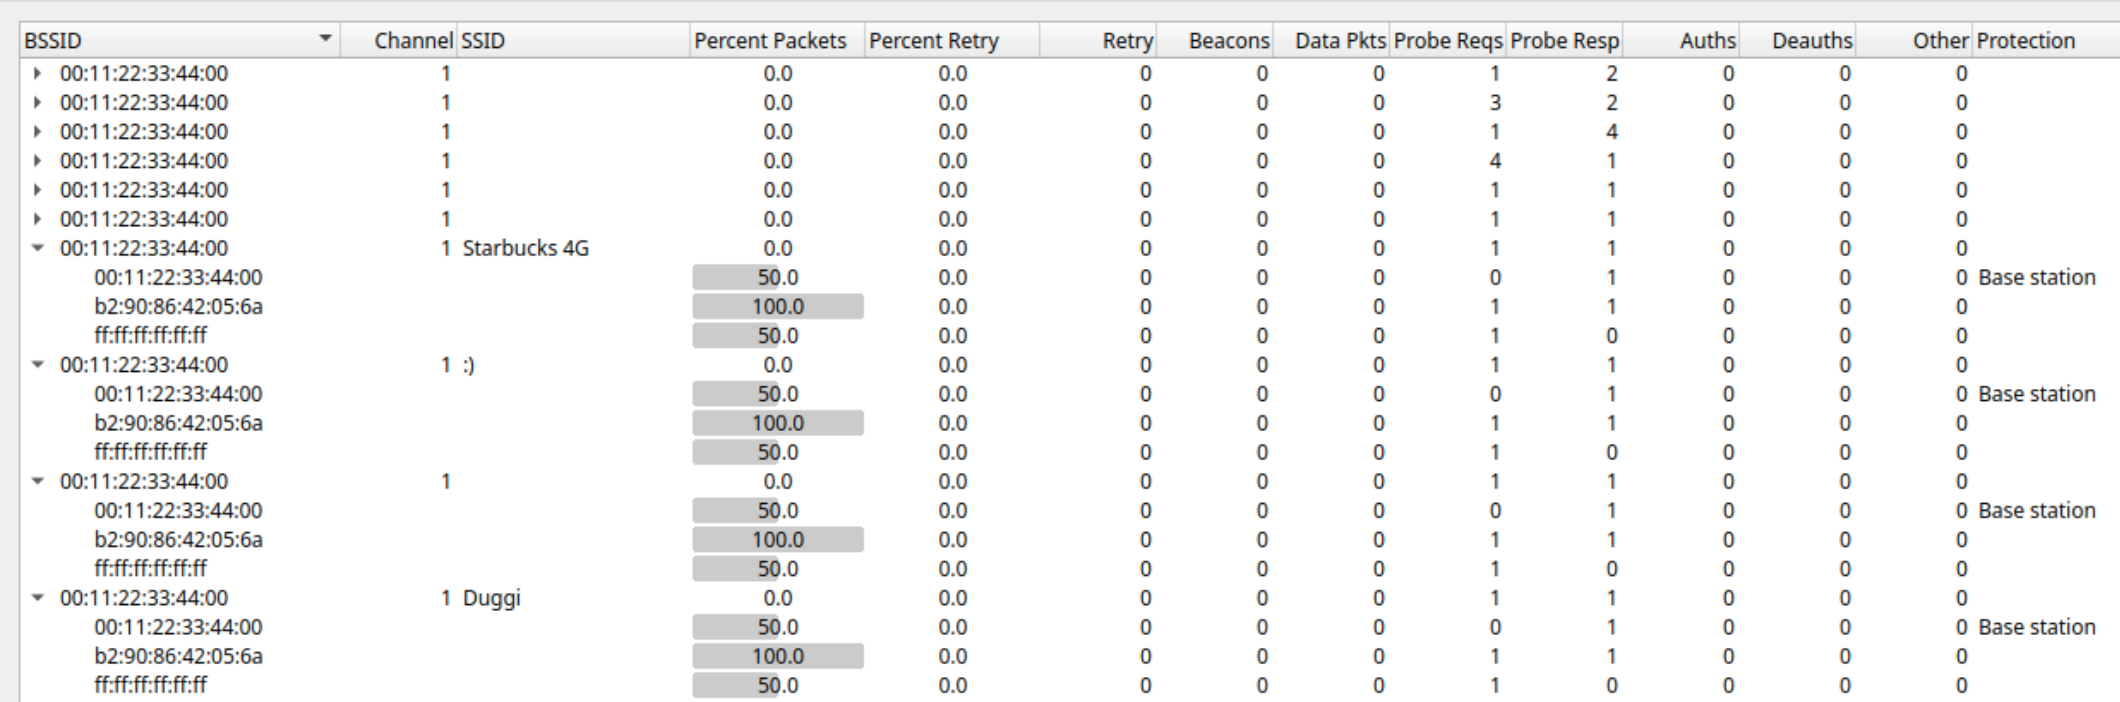 BSSID Channel SSID Percent Packets Percent Retry Retry Beacons Data Pkts Probe Reqs Probe Resp Auths Deauths Other Protection
00:11:22:33:44:00 1 0.0 0.0 0 0 0 1 2 0 0 0
00:11:22:33:44:00 1 0.0 0.0 0 0 0 3 2 0 0 0
00:11:22:33:44:00 1 0.0 0.0 0 0 0 1 4 0 0 0
00:11:22:33:44:00 1 0.0 0.0 0 0 0 4 1 0 0 0
00:11:22:33:44:00 1 0.0 0.0 0 0 0 1 1 0 0 0
00:11:22:33:44:00 1 0.0 0.0 0 0 0 1 1 0 0 0
00:11:22:33:44:00 1 Starbucks 4G 0.0 0.0 0 0 0 1 1 0 0 0
00:11:22:33:44:00 50.0 0.0 0 0 0 0 1 0 0 0 Base station
b2:90:86:42:05:6a 100.0 0.0 0 0 0 1 1 0 0 0
ff:ff:ff:ff:ff:ff 50.0 0.0 0 0 0 1 0 0 0 0
00:11:22:33:44:00 1 :) 0.0 0.0 0 0 0 1 1 0 0 0
00:11:22:33:44:00 50.0 0.0 0 0 0 0 1 0 0 0 Base station
b2:90:86:42:05:6a 100.0 0.0 0 0 0 1 1 0 0 0
ff:ff:ff:ff:ff:ff 50.0 0.0 0 0 0 1 0 0 0 0
00:11:22:33:44:00 1 0.0 0.0 0 0 0 1 1 0 0 0
00:11:22:33:44:00 50.0 0.0 0 0 0 0 1 0 0 0 Base station
b2:90:86:42:05:6a 100.0 0.0 0 0 0 1 1 0 0 0
ff:ff:ff:ff:ff:ff 50.0 0.0 0 0 0 1 0 0 0 0
00:11:22:33:44:00 1 Duggi 0.0 0.0 0 0 0 1 1 0 0 0
00:11:22:33:44:00 50.0 0.0 0 0 0 0 1 0 0 0 Base station
b2:90:86:42:05:6a 100.0 0.0 0 0 0 1 1 0 0 0
ff:ff:ff:ff:ff:ff 50.0 0.0 0 0 0 1 0 0 0 0